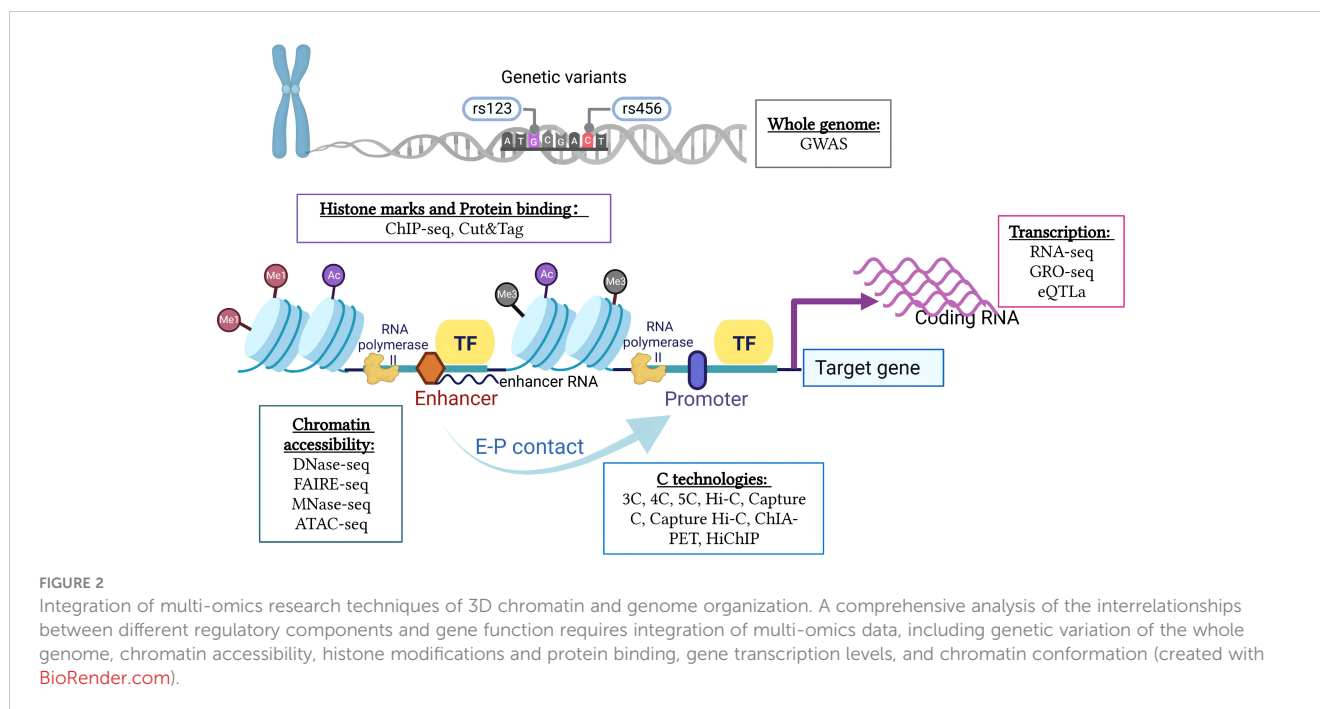 Genetic variants
rs123
rs456
A T G C G A C T
Whole genome:
GWAS
Histone marks and Protein binding:
ChIP-seq, Cut&Tag
Transcription:
RNA-seq
GRO-seq
eQTLa
Me1
Me1
Ac
Me3
Ac
Me3
Coding RNA
RNA
polymerase
II
TF
enhancer RNA
Enhancer
RNA
polymerase
II
TF
Promoter
Target gene
E-P contact
Chromatin
accessibility:
DNase-seq
FAIRE-seq
MNase-seq
ATAC-seq
C technologies:
3C, 4C, 5C, Hi-C, Capture
C, Capture Hi-C, ChIA-
PET, HiChIP
FIGURE 2
Integration of multi-omics research techniques of 3D chromatin and genome organization. A comprehensive analysis of the interrelationships
between different regulatory components and gene function requires integration of multi-omics data, including genetic variation of the whole
genome, chromatin accessibility, histone modifications and protein binding, gene transcription levels, and chromatin conformation (created with
BioRender.com).